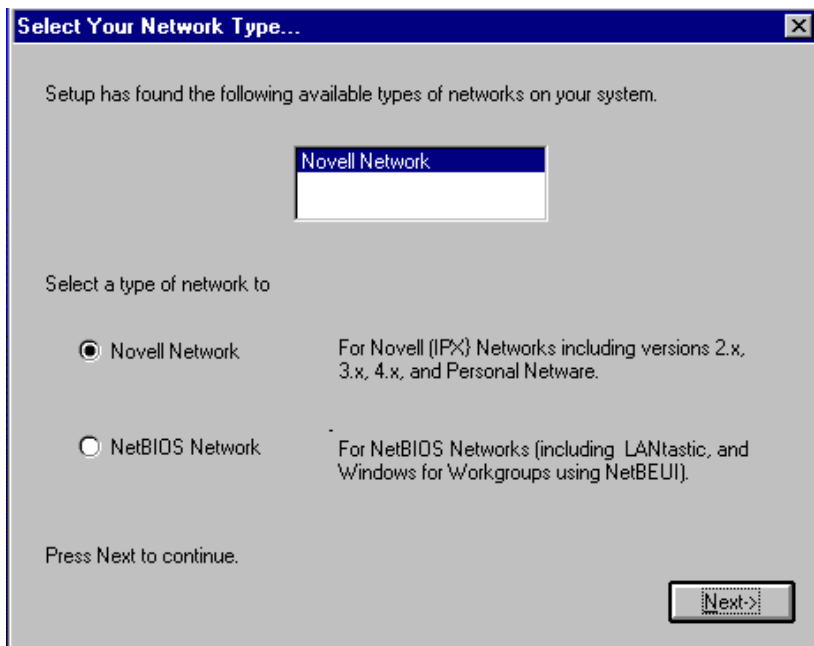 Select Your Network Type...
Setup has found the following available types of networks on your system.
Novell Network
Select a type of network to
Novell Network
For Novell (IPX} Networks including versions 2.x,
3.x, 4.x, and Personal Netware.
NetBIOS Network
For NetBIOS Networks (including LANtastic, and
Windows for Workgroups using NetBEUI).
Press Next to continue.
Next->